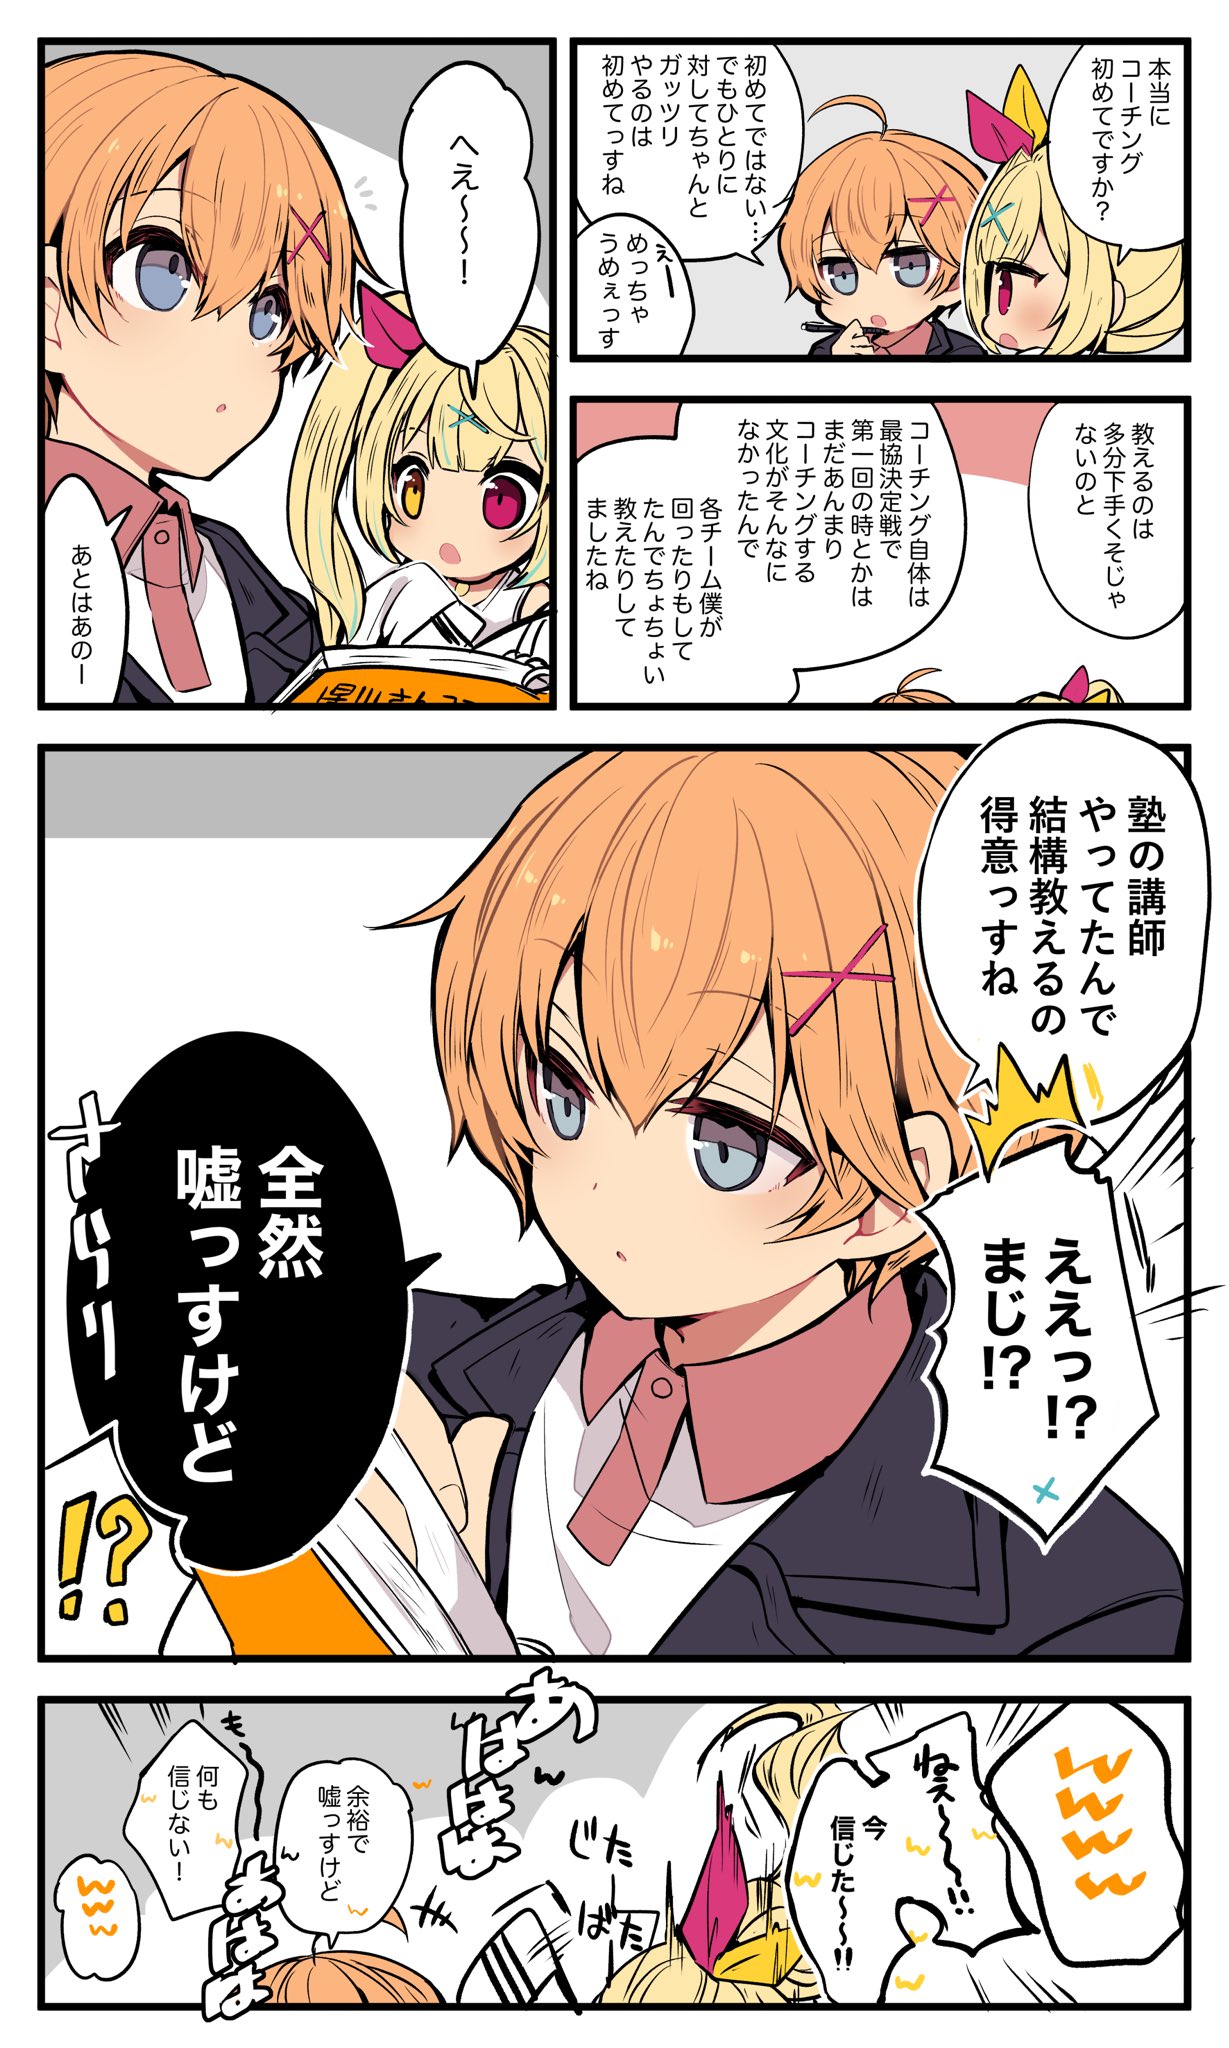 本当に
コーチング
初めてですか?
初めてではない…
でもひとりに
対してちゃんと
ガッツリ
やるのは
初めてっすね
えー
めっちゃ
うめぇっす
教えるのは
多分下手くそじゃ
ないのと
コーチング自体は
最協決定戦で
第一回の時とかは
まだあんまり
コーチングする
文化がそんなに
なかったんで
各チーム僕が
回ったりもして
たんでちょちょい
教えたりして
ましたね
へえ〜〜〜!
星川さん
あとはあのー
塾の講師
やってたんで
結構教えるの
得意っすね
ええっ!?
まじ!?
全然
嘘っすけど
さらり
!?
wwww
ねえ〜〜〜!!
今
信じた〜〜!!
じた
ばた
あははは
w
余裕で
嘘っすけど
も〜〜〜
何も
信じない!
あははは
www